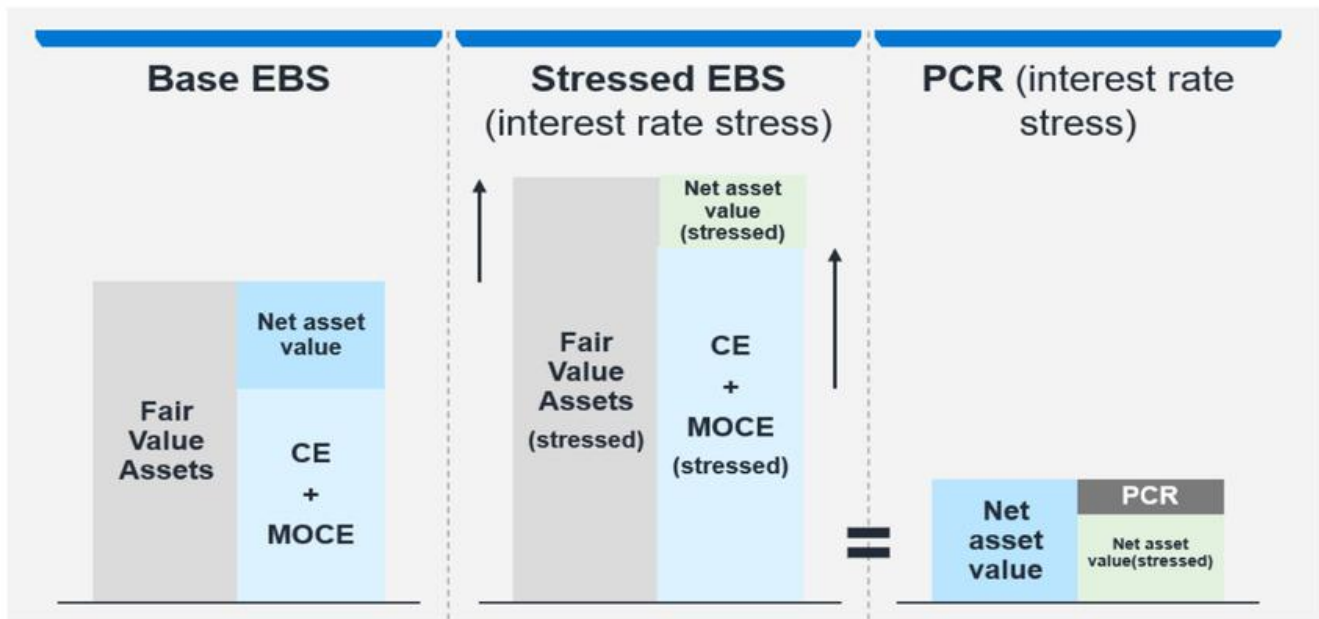 Base EBS
Stressed EBS
(interest rate stress)
PCR (interest rate
stress)
Fair
Value
Assets
Net asset
value
CE
+
MOCE
Fair
Value
Assets
(stressed)
Net asset
value
(stressed)
CE
+
MOCE
(stressed)
=
Net
asset
value
PCR
Net asset
value(stressed)